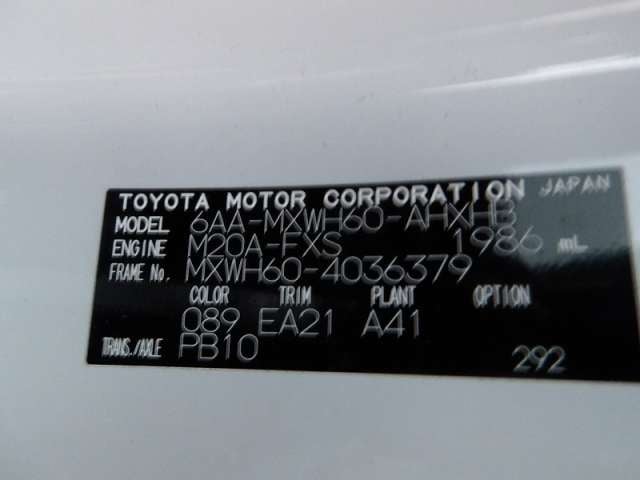 TOYOTA MOTOR CORPORATION JAPAN
MODEL 6AA-MXWH60-AHXHB
ENGINE M20A-FXS 1986 mL
FRAME No. MXWH60-4036379
COLOR TRIM PLANT OPTION
089 EA21 A41
TRANS./AXLE PB10 292